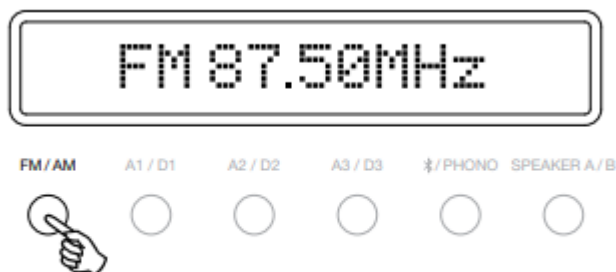 FM 87.50MHz
FM/AM A1 / D1 A2 / D2 A3 / D3 ᛒ/PHONO SPEAKER A / B